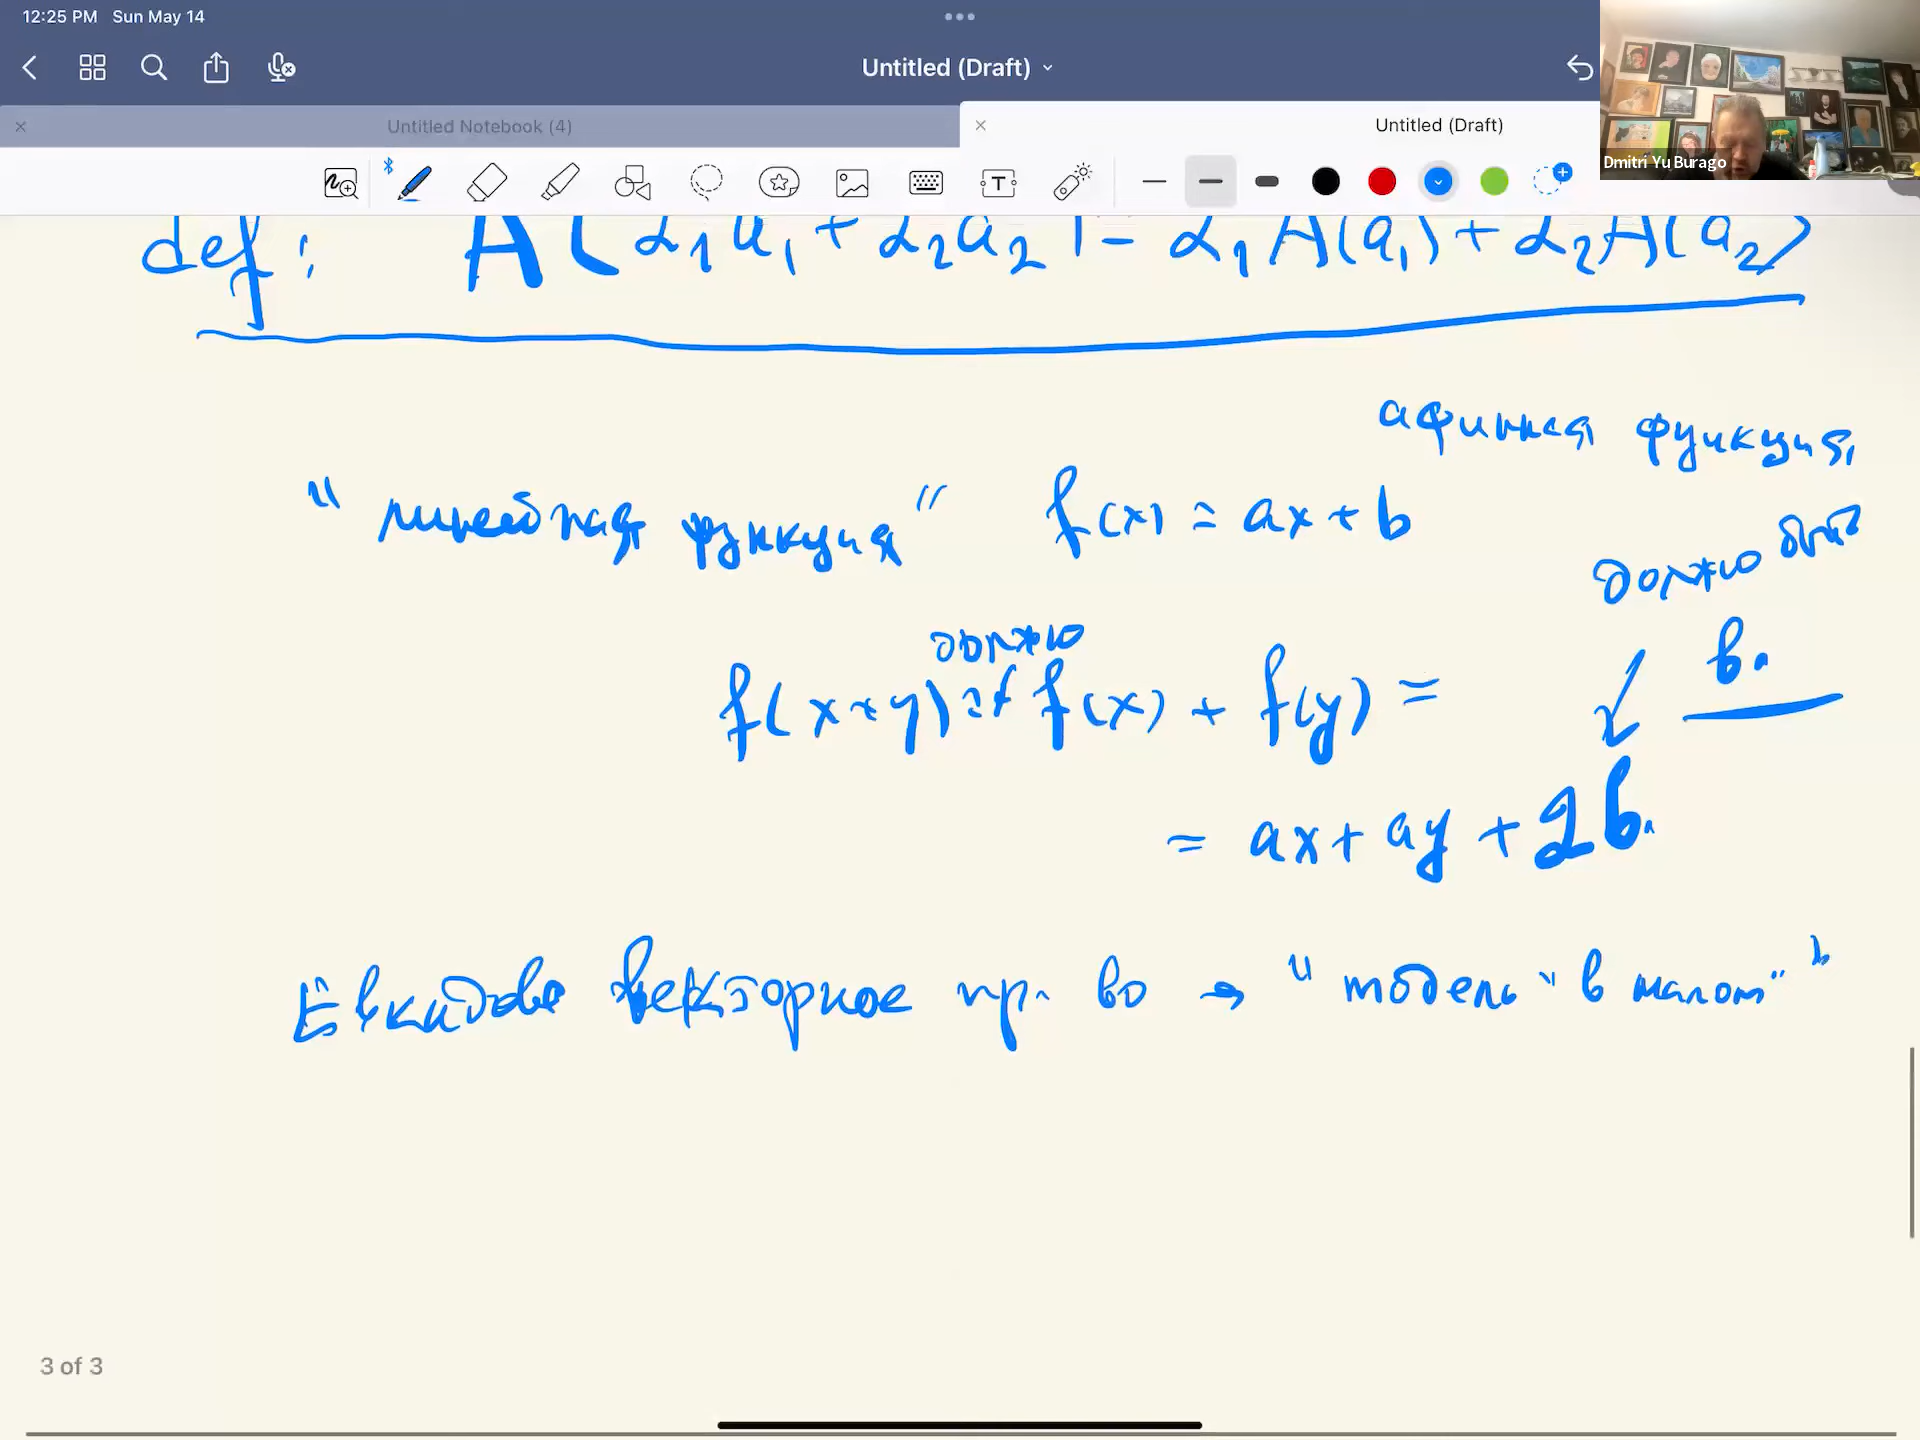 12:25 PM Sun May 14
Untitled (Draft)
Untitled Notebook (4)
Untitled (Draft)
T
Dmitri Yu Burago
def: A(α₁a₁+α₂a₂)=α₁A(a₁)+α₂A(a₂)
афинная функция,
"линейная функция" f(x)=ax+b
должно быть
b.
должно
f(x+y)= f(x)+f(y)=
=ax+ay+2b.
Евклидово векторное пр. во → "модель "в малом""
3 of 3